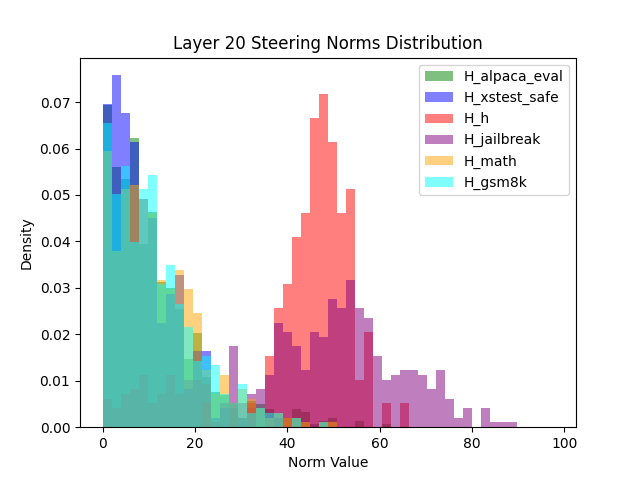 Layer 20 Steering Norms Distribution
H_alpaca_eval
H_xstest_safe
H_h
H_jailbreak
H_math
H_gsm8k
Density
0.07
0.06
0.05
0.04
0.03
0.02
0.01
0.00
0 20 40 60 80 100
Norm Value